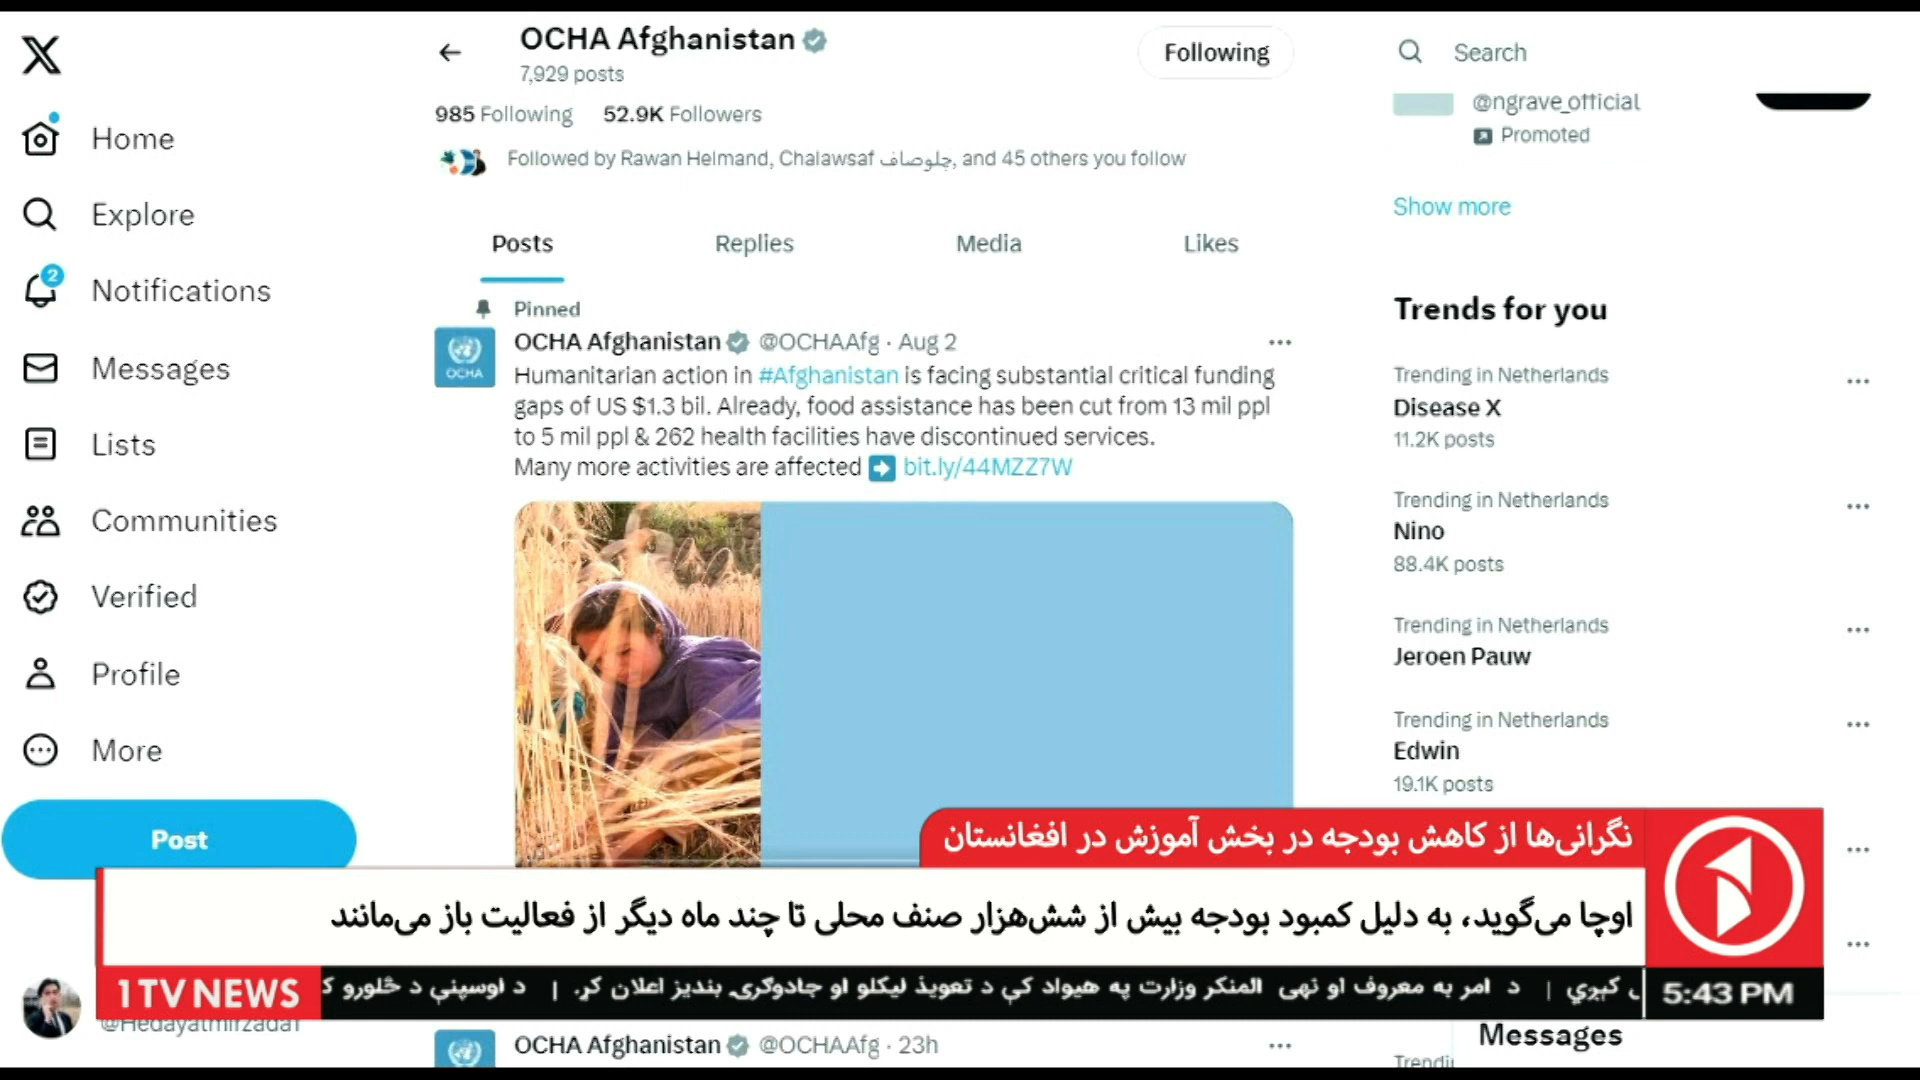 Home
Explore
2
Notifications
Messages
Lists
Communities
Verified
Profile
More
Post
@Hedayatmirzada1
OCHA Afghanistan
7,929 posts
Following
985 Following 52.9K Followers
Followed by Rawan Helmand, Chalawsaf چلوصاف, and 45 others you follow
Posts Replies Media Likes
Pinned
OCHA Afghanistan @OCHAAfg · Aug 2
Humanitarian action in #Afghanistan is facing substantial critical funding
gaps of US $1.3 bil. Already, food assistance has been cut from 13 mil ppl
to 5 mil ppl & 262 health facilities have discontinued services.
Many more activities are affected ➡ bit.ly/44MZZ7W
OCHA
OCHA Afghanistan @OCHAAfg · 23h
Search
@ngrave_official
Promoted
Show more
Trends for you
Trending in Netherlands
Disease X
11.2K posts
Trending in Netherlands
Nino
88.4K posts
Trending in Netherlands
Jeroen Pauw
Trending in Netherlands
Edwin
19.1K posts
Messages
نگرانی‌ها از کاهش بودجه در بخش آموزش در افغانستان
اوچا می‌گوید، به دلیل کمبود بودجه بیش از شش‌هزار صنف محلی تا چند ماه دیگر از فعالیت باز می‌مانند
1TV NEWS
کېږي | د امر به معروف او نهی المنکر وزارت په هیواد کې د تعویذ لیکلو او جادوګرۍ بندیز اعلان کړ. | د اوسپنې د څلورو
5:43 PM